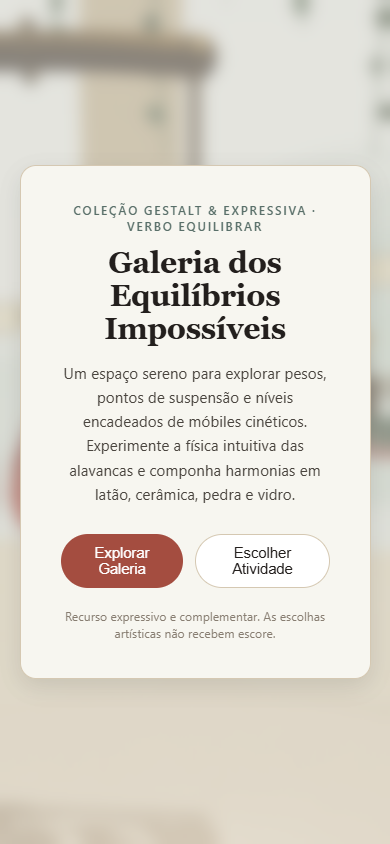 COLEÇÃO GESTALT & EXPRESSIVA ·
VERBO EQUILIBRAR
Galeria dos
Equilíbrios
Impossíveis
Um espaço sereno para explorar pesos,
pontos de suspensão e níveis
encadeados de móbiles cinéticos.
Experimente a física intuitiva das
alavancas e componha harmonias em
latão, cerâmica, pedra e vidro.
Explorar
Galeria
Escolher
Atividade
Recurso expressivo e complementar. As escolhas
artísticas não recebem escore.